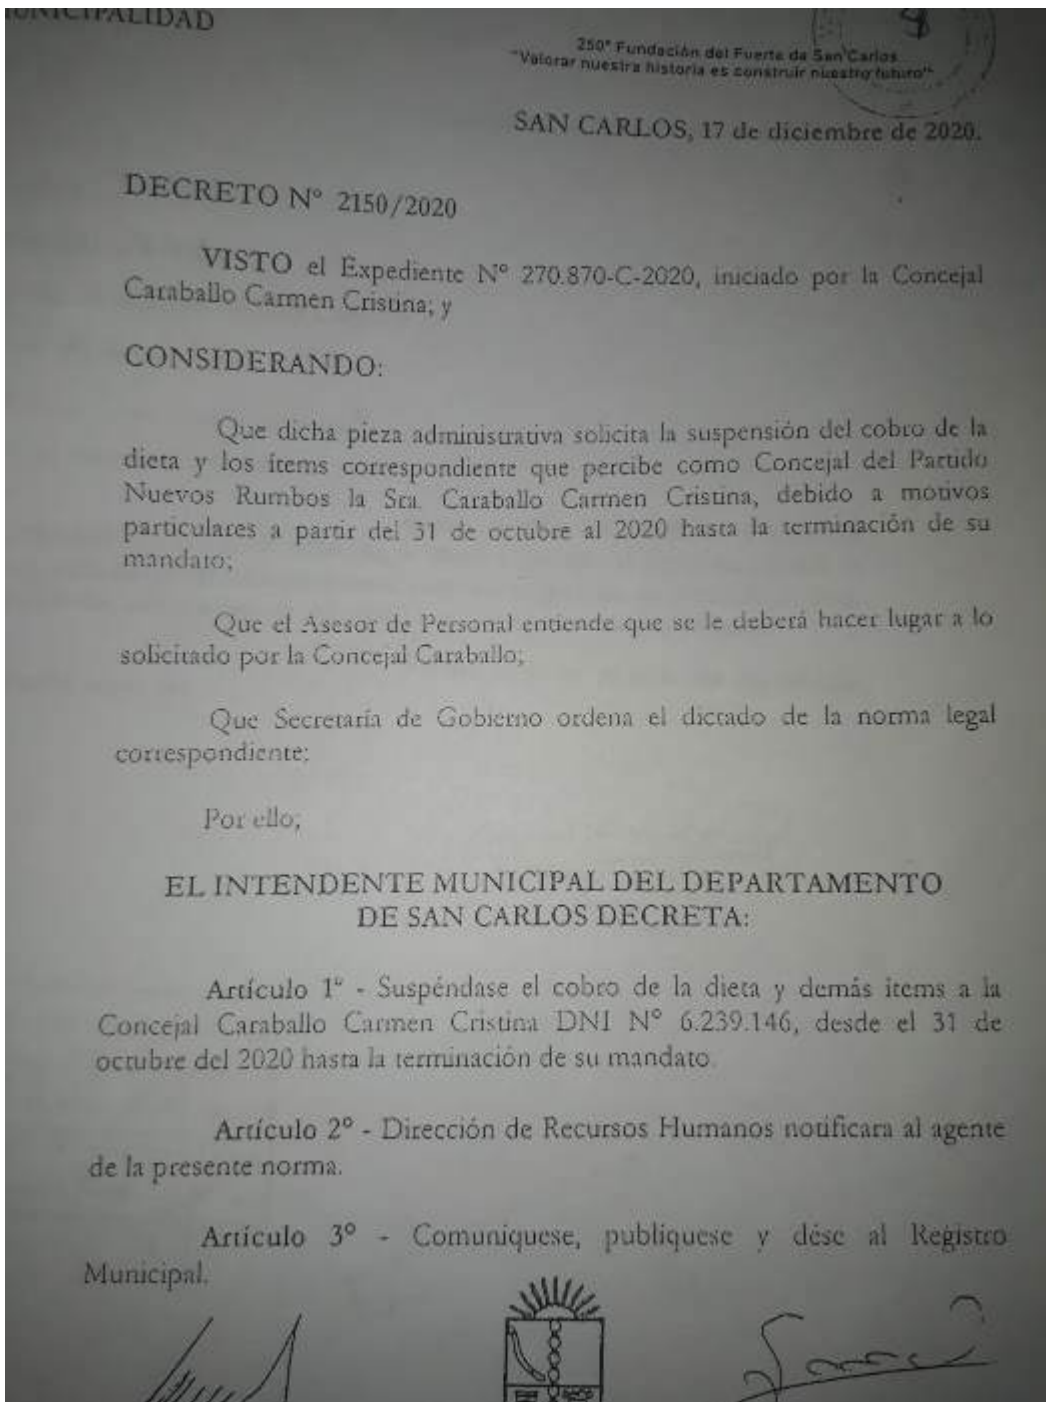 MUNICIPALIDAD
250° Fundación del Fuerte de San Carlos
"Valorar nuestra historia es construir nuestro futuro"
SAN CARLOS, 17 de diciembre de 2020.
DECRETO N° 2150/2020
VISTO el Expediente N° 270.870-C-2020, iniciado por la Concejal
Caraballo Carmen Cristina; y
CONSIDERANDO:
Que dicha pieza administrativa solicita la suspensión del cobro de la
dieta y los ítems correspondiente que percibe como Concejal del Partido
Nuevos Rumbos la Sra. Caraballo Carmen Cristina, debido a motivos
particulares a partir del 31 de octubre al 2020 hasta la terminación de su
mandato;
Que el Asesor de Personal entiende que se le deberá hacer lugar a lo
solicitado por la Concejal Caraballo;
Que Secretaría de Gobierno ordena el dictado de la norma legal
correspondiente;
Por ello;
EL INTENDENTE MUNICIPAL DEL DEPARTAMENTO
DE SAN CARLOS DECRETA:
Artículo 1° - Suspéndase el cobro de la dieta y demás ítems a la
Concejal Caraballo Carmen Cristina DNI N° 6.239.146, desde el 31 de
octubre del 2020 hasta la terminación de su mandato.
Artículo 2° - Dirección de Recursos Humanos notificara al agente
de la presente norma.
Artículo 3° - Comuníquese, publíquese y dése al Registro
Municipal.